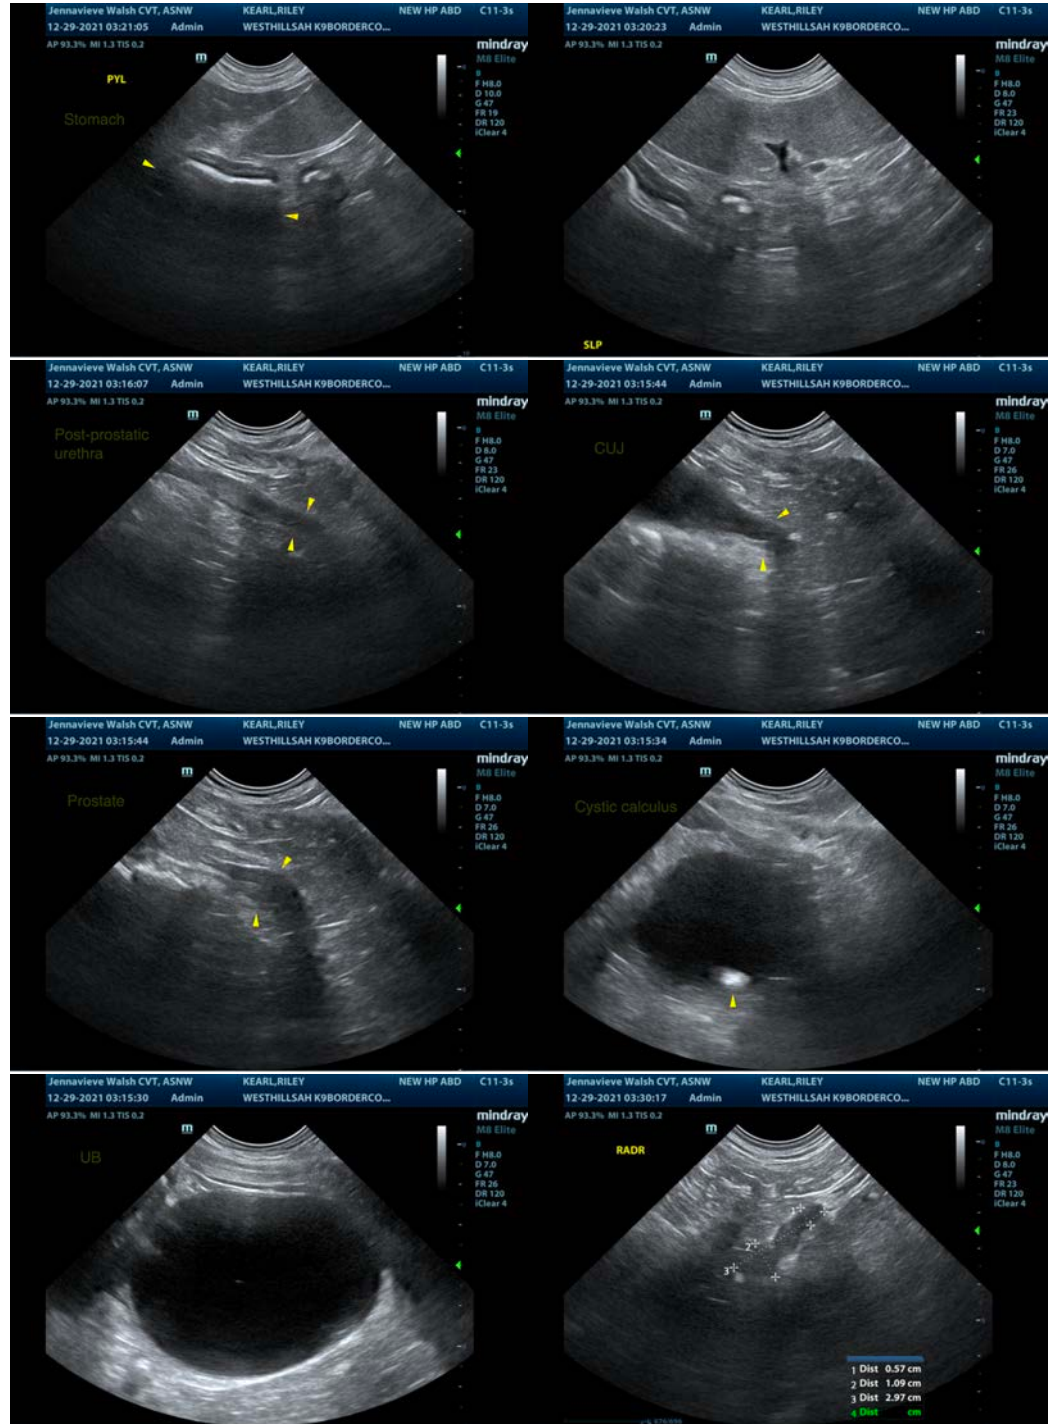 Jennavieve Walsh CVT, ASNW KEARL,RILEY NEW HP ABD C11-3s
12-29-2021 03:21:05 Admin WESTHILLSAH K9BORDERCO...
AP 93.3% MI 1.3 TIS 0.2
mindray
M8 Elite
m
PYL
Stomach
B
F H8.0
D 10.0
G 47
FR 19
DR 120
iClear 4
0
10
Jennavieve Walsh CVT, ASNW KEARL,RILEY NEW HP ABD C11-3s
12-29-2021 03:20:23 Admin WESTHILLSAH K9BORDERCO...
AP 93.3% MI 1.3 TIS 0.2
mindray
M8 Elite
m
B
F H8.0
D 8.0
G 47
FR 23
DR 120
iClear 4
SLP
Jennavieve Walsh CVT, ASNW KEARL,RILEY NEW HP ABD C11-3s
12-29-2021 03:16:07 Admin WESTHILLSAH K9BORDERCO...
AP 93.3% MI 1.3 TIS 0.2
mindray
M8 Elite
m
Post-prostatic
urethra
B
F H8.0
D 8.0
G 47
FR 23
DR 120
iClear 4
Jennavieve Walsh CVT, ASNW KEARL,RILEY NEW HP ABD C11-3s
12-29-2021 03:15:44 Admin WESTHILLSAH K9BORDERCO...
AP 93.3% MI 1.3 TIS 0.2
mindray
M8 Elite
m
CUJ
B
F H8.0
D 7.0
G 47
FR 26
DR 120
iClear 4
Jennavieve Walsh CVT, ASNW KEARL,RILEY NEW HP ABD C11-3s
12-29-2021 03:15:44 Admin WESTHILLSAH K9BORDERCO...
AP 93.3% MI 1.3 TIS 0.2
mindray
M8 Elite
m
Prostate
B
F H8.0
D 7.0
G 47
FR 26
DR 120
iClear 4
Jennavieve Walsh CVT, ASNW KEARL,RILEY NEW HP ABD C11-3s
12-29-2021 03:15:34 Admin WESTHILLSAH K9BORDERCO...
AP 93.3% MI 1.3 TIS 0.2
mindray
M8 Elite
m
Cystic calculus
B
F H8.0
D 7.0
G 47
FR 26
DR 120
iClear 4
Jennavieve Walsh CVT, ASNW KEARL,RILEY NEW HP ABD C11-3s
12-29-2021 03:15:30 Admin WESTHILLSAH K9BORDERCO...
AP 93.3% MI 1.3 TIS 0.2
mindray
M8 Elite
m
UB
B
F H8.0
D 7.0
G 47
FR 26
DR 120
iClear 4
Jennavieve Walsh CVT, ASNW KEARL,RILEY NEW HP ABD C11-3s
12-29-2021 03:30:17 Admin WESTHILLSAH K9BORDERCO...
AP 93.3% MI 1.3 TIS 0.2
mindray
M8 Elite
m
RADR
B
F H8.0
D 8.0
G 47
FR 23
DR 120
iClear 4
1
2
3
1 Dist 0.57 cm
2 Dist 1.09 cm
3 Dist 2.97 cm
4 Dist cm